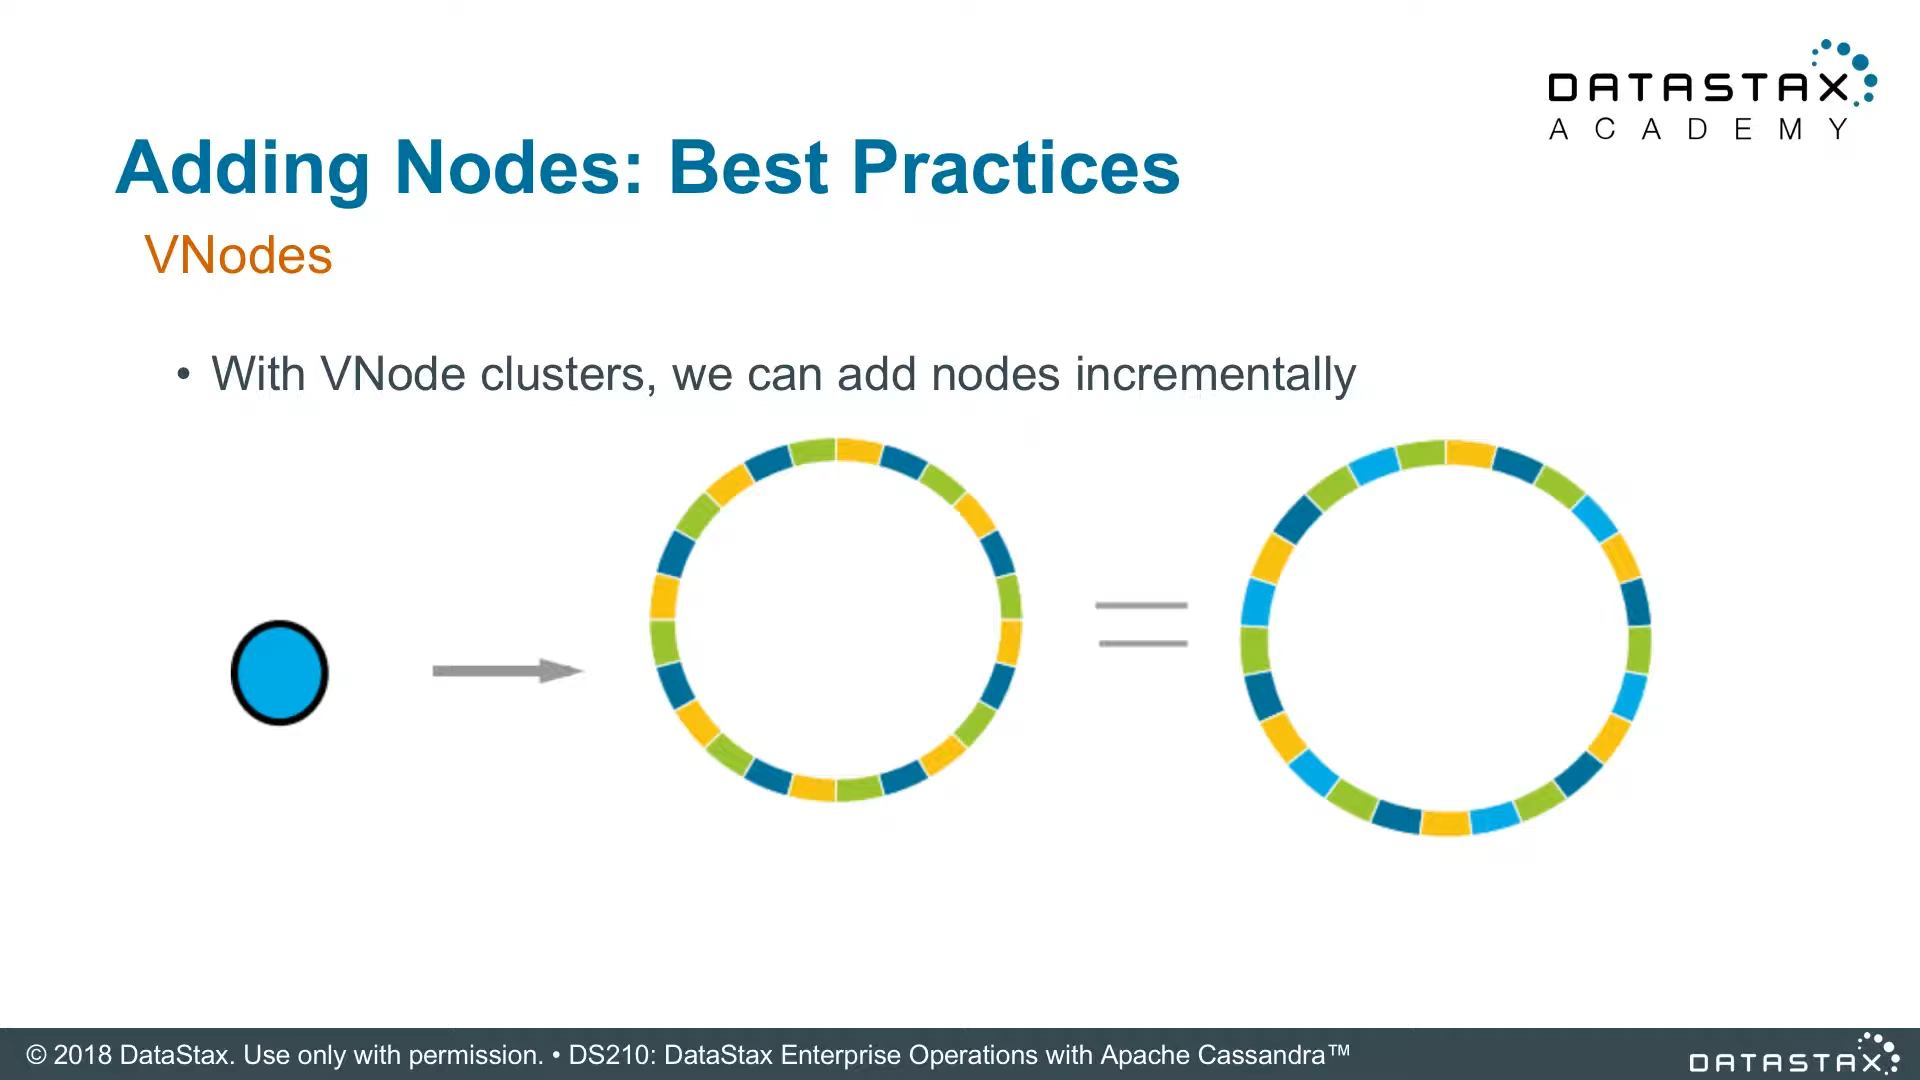 DATASTAX
ACADEMY
Adding Nodes: Best Practices
VNodes
• With VNode clusters, we can add nodes incrementally
© 2018 DataStax. Use only with permission. • DS210: DataStax Enterprise Operations with Apache Cassandra™
DATASTAX